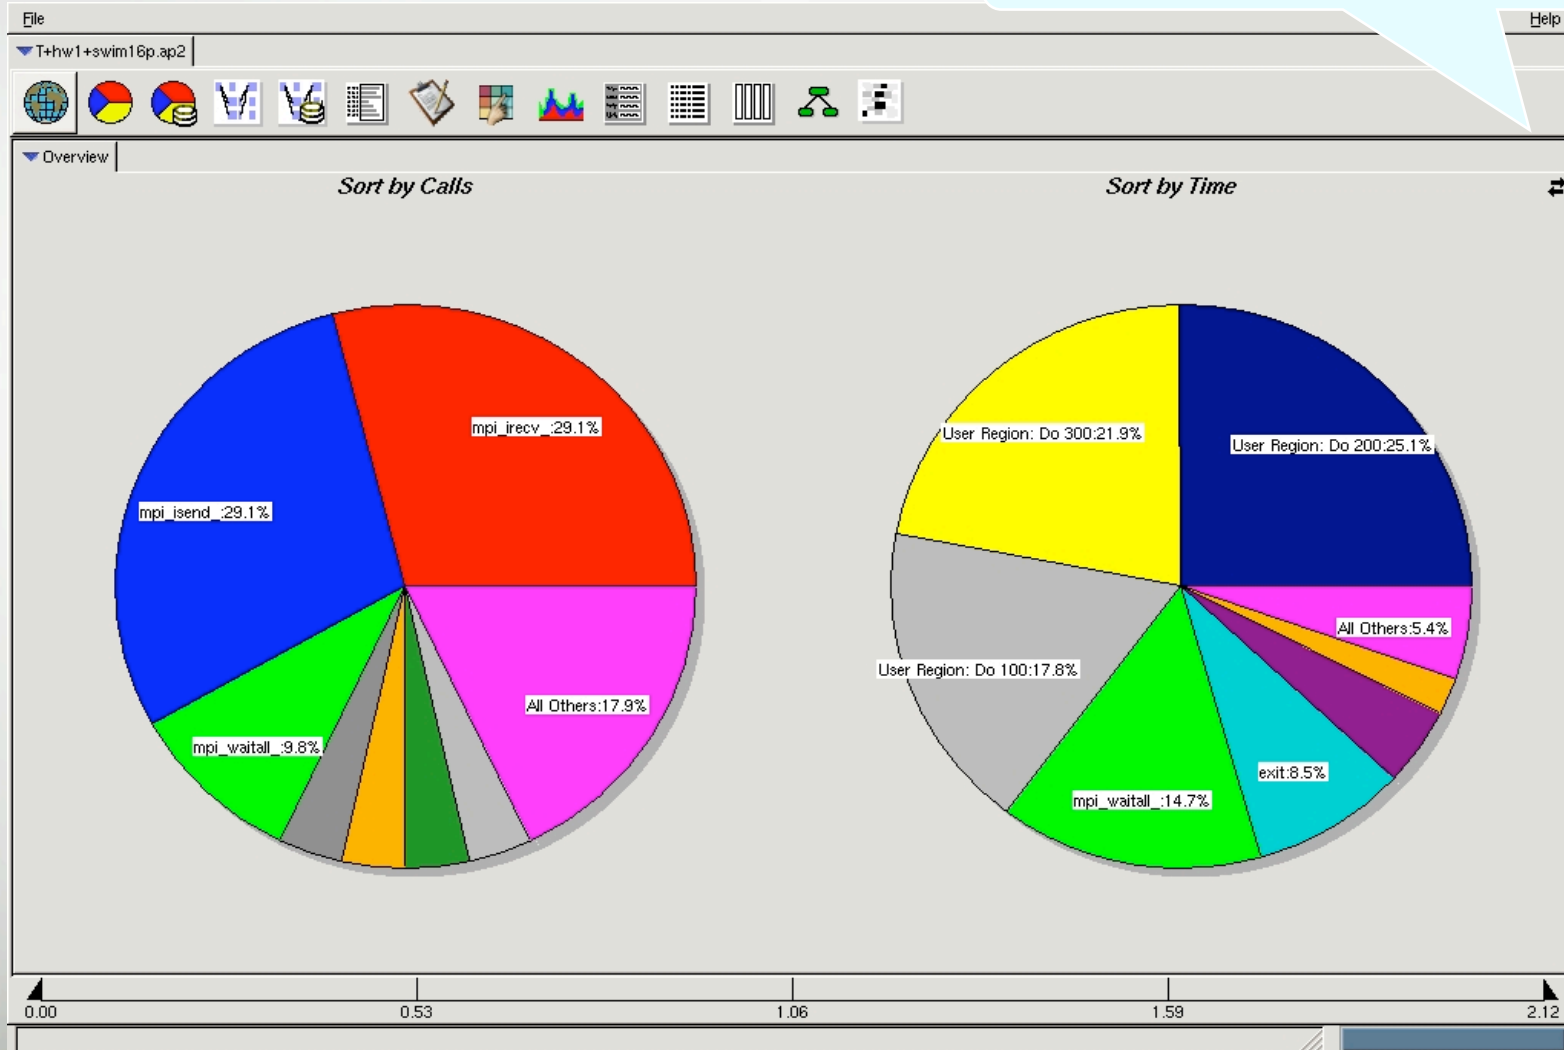 File
Help
T+hw1+swim16p.ap2
Overview
Sort by Calls
Sort by Time
mpi_irecv_:29.1%
mpi_isend_:29.1%
mpi_waitall_:9.8%
All Others:17.9%
User Region: Do 300:21.9%
User Region: Do 200:25.1%
User Region: Do 100:17.8%
All Others:5.4%
exit:8.5%
mpi_waitall_:14.7%
0.00
0.53
1.06
1.59
2.12